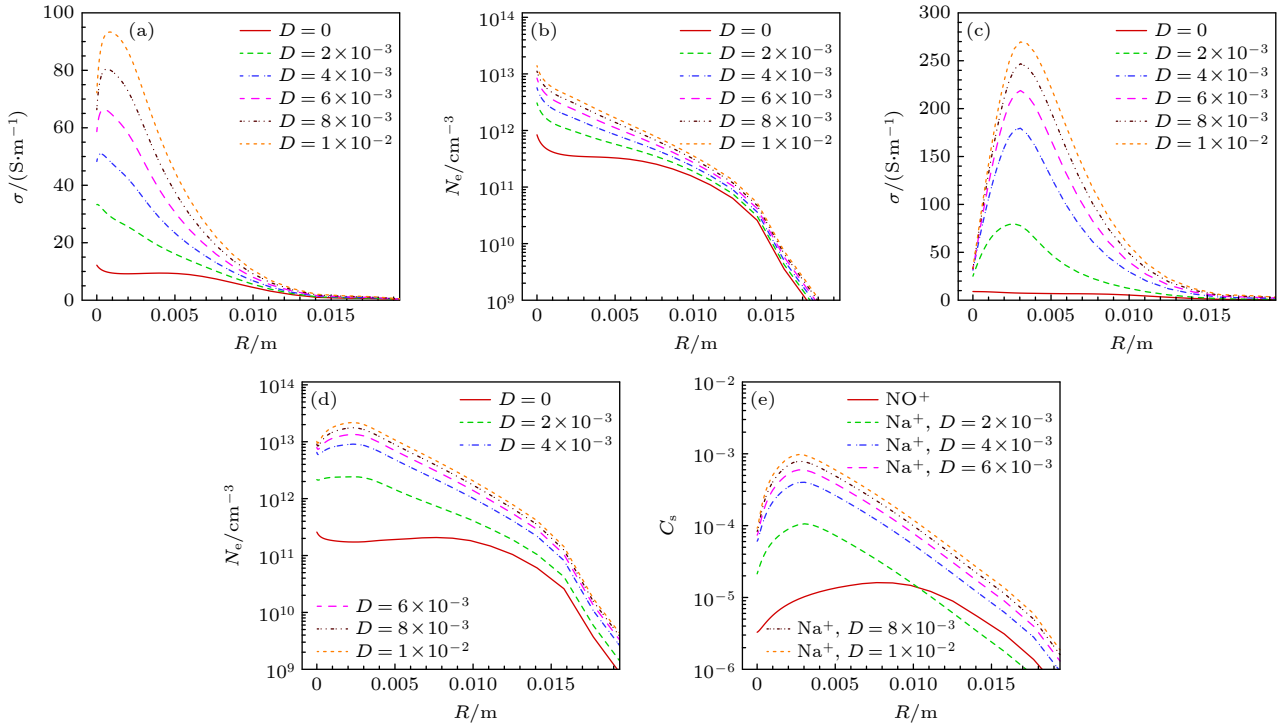 (a)
D = 0
D = 2×10⁻³
D = 4×10⁻³
D = 6×10⁻³
D = 8×10⁻³
D = 1×10⁻²
100
80
60
40
20
0
σ/(S·m⁻¹)
0 0.005 0.010 0.015
R/m
(b)
D = 0
D = 2×10⁻³
D = 4×10⁻³
D = 6×10⁻³
D = 8×10⁻³
D = 1×10⁻²
10¹⁴
10¹³
10¹²
10¹¹
10¹⁰
10⁹
Nₑ/cm⁻³
0 0.005 0.010 0.015
R/m
(c)
D = 0
D = 2×10⁻³
D = 4×10⁻³
D = 6×10⁻³
D = 8×10⁻³
D = 1×10⁻²
300
250
200
150
100
50
0
σ/(S·m⁻¹)
0 0.005 0.010 0.015
R/m
(d)
D = 0
D = 2×10⁻³
D = 4×10⁻³
D = 6×10⁻³
D = 8×10⁻³
D = 1×10⁻²
10¹⁴
10¹³
10¹²
10¹¹
10¹⁰
10⁹
Nₑ/cm⁻³
0 0.005 0.010 0.015
R/m
(e)
NO⁺
Na⁺, D = 2×10⁻³
Na⁺, D = 4×10⁻³
Na⁺, D = 6×10⁻³
Na⁺, D = 8×10⁻³
Na⁺, D = 1×10⁻²
10⁻²
10⁻³
10⁻⁴
10⁻⁵
10⁻⁶
Cₛ
0 0.005 0.010 0.015
R/m